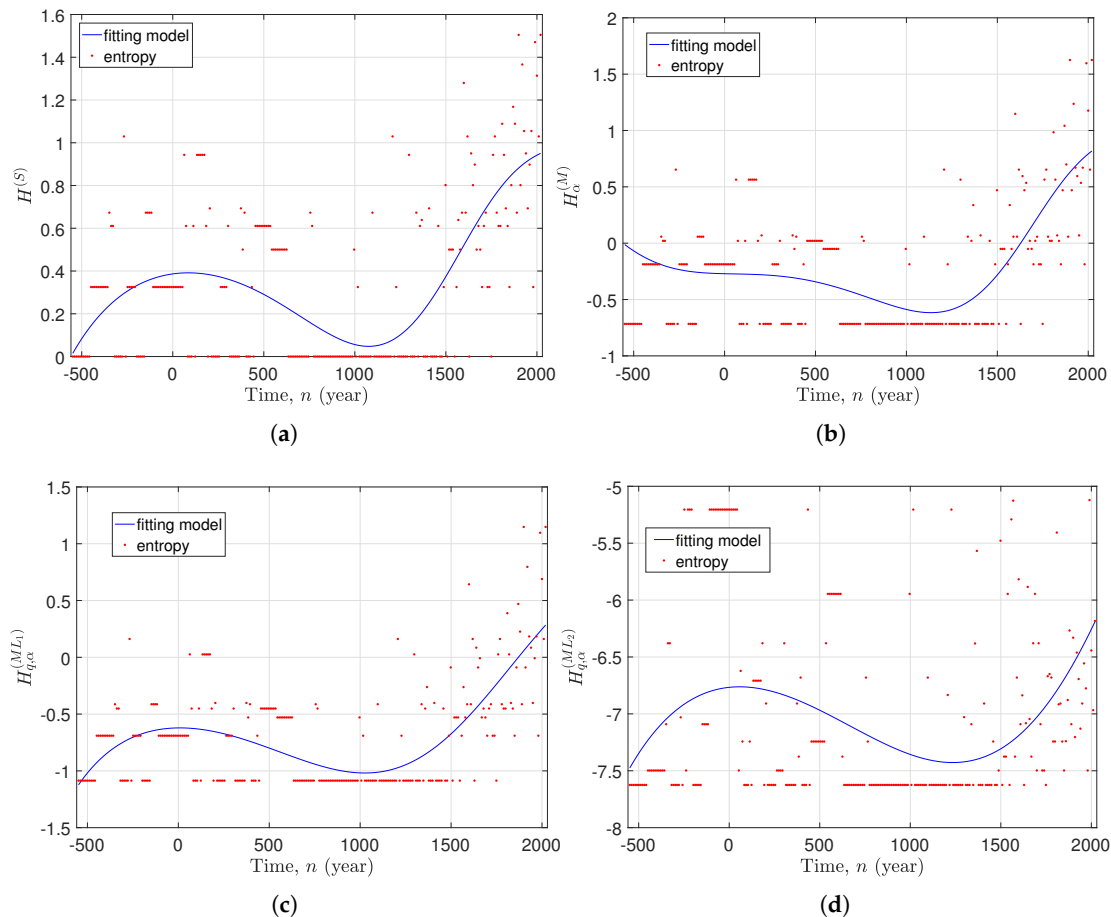 1.6
1.4
1.2
1
0.8
0.6
0.4
0.2
0
-500 0 500 1000 1500 2000
H^{(S)}
Time, n (year)
fitting model
entropy
(a)
2
1.5
1
0.5
0
-0.5
-1
-500 0 500 1000 1500 2000
H_α^{(M)}
Time, n (year)
fitting model
entropy
(b)
1.5
1
0.5
0
-0.5
-1
-1.5
-500 0 500 1000 1500 2000
H_{q,α}^{(ML_1)}
Time, n (year)
fitting model
entropy
(c)
-5
-5.5
-6
-6.5
-7
-7.5
-8
-500 0 500 1000 1500 2000
H_{q,α}^{(ML_2)}
Time, n (year)
fitting model
entropy
(d)